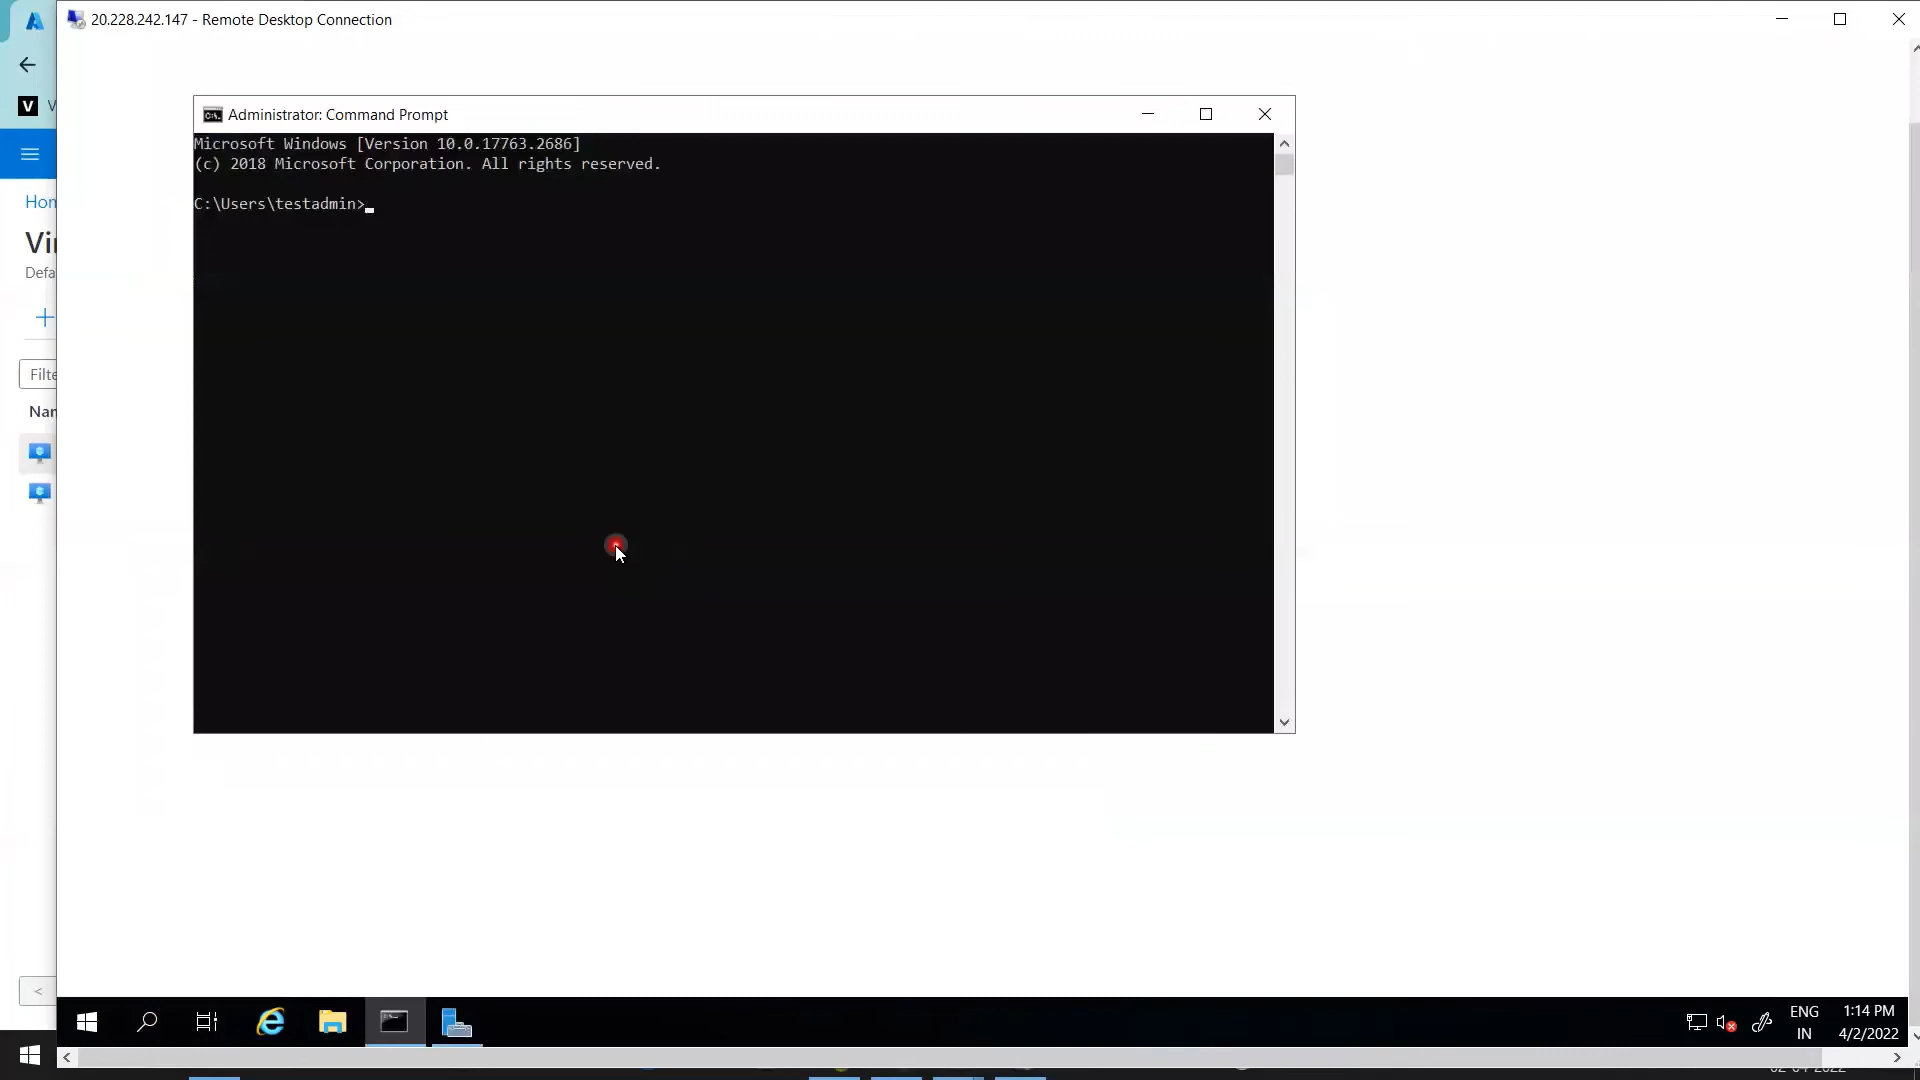 20.228.242.147 - Remote Desktop Connection
V
Administrator: Command Prompt
Microsoft Windows [Version 10.0.17763.2686]
(c) 2018 Microsoft Corporation. All rights reserved.
C:\Users\testadmin>
Hon
Vi
Defa
Filte
Nan
<
ENG
IN
1:14 PM
4/2/2022